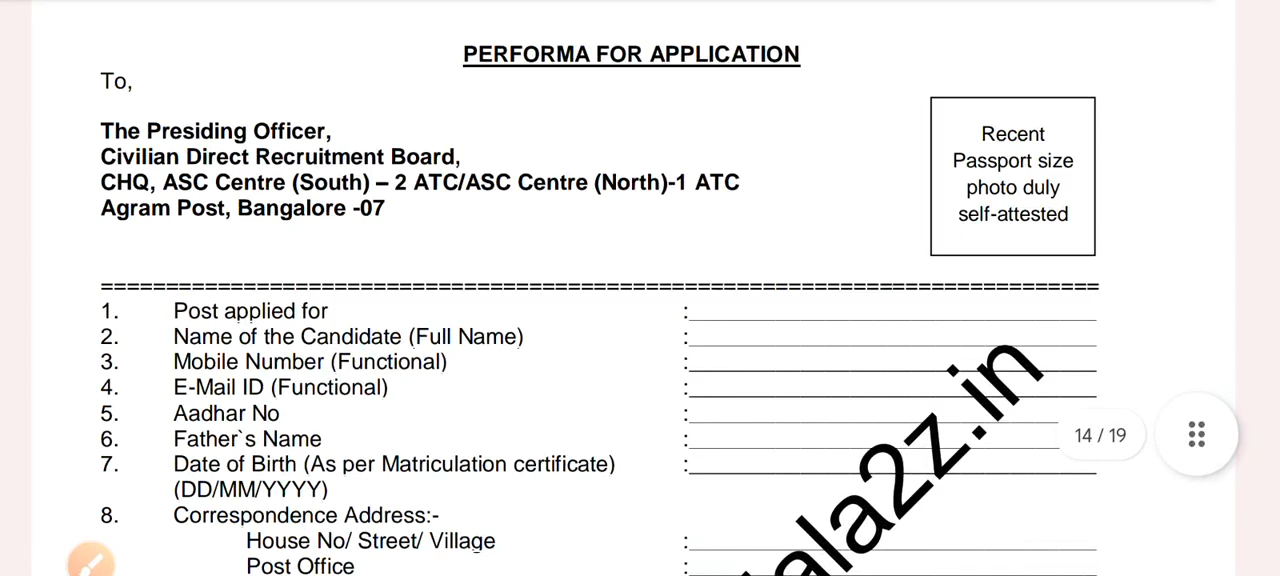 PERFORMA FOR APPLICATION
To,
The Presiding Officer,
Civilian Direct Recruitment Board,
CHQ, ASC Centre (South) – 2 ATC/ASC Centre (North)-1 ATC
Agram Post, Bangalore -07
Recent
Passport size
photo duly
self-attested
1. Post applied for :
2. Name of the Candidate (Full Name) :
3. Mobile Number (Functional) :
4. E-Mail ID (Functional) :
5. Aadhar No :
6. Father`s Name :
7. Date of Birth (As per Matriculation certificate) :
(DD/MM/YYYY)
8. Correspondence Address:-
House No/ Street/ Village :
Post Office :
14 / 19